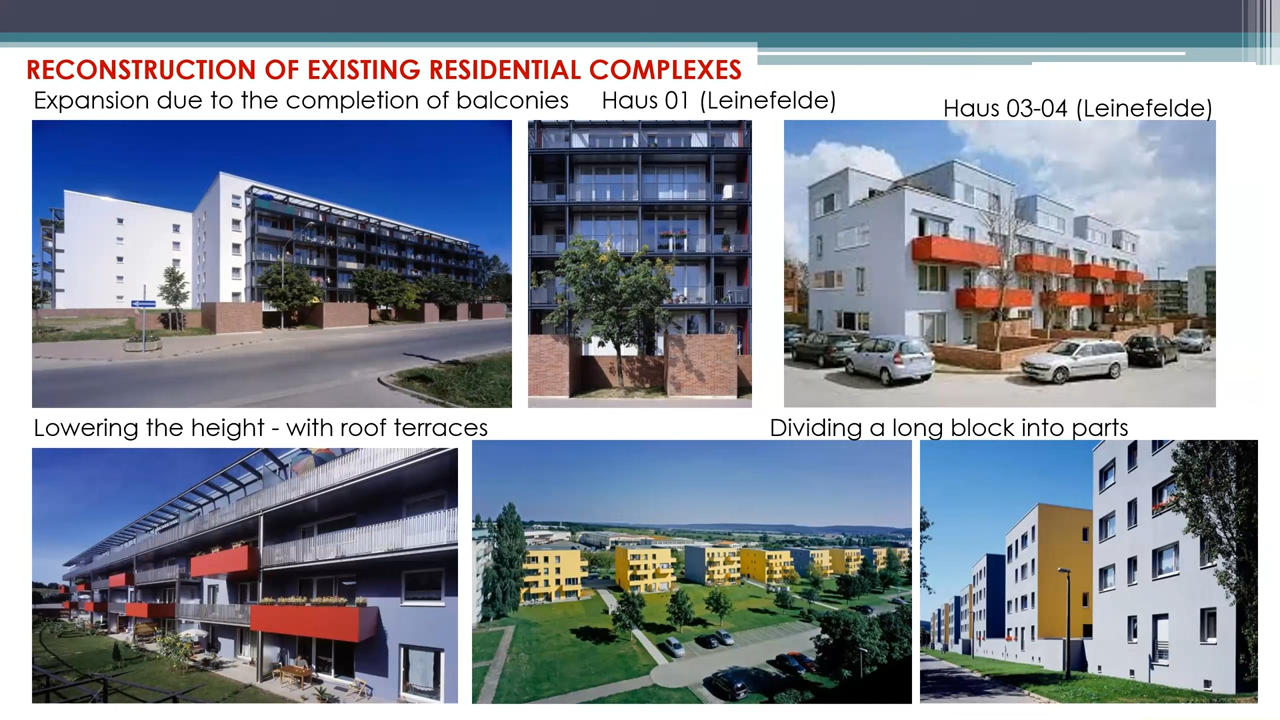 RECONSTRUCTION OF EXISTING RESIDENTIAL COMPLEXES
Expansion due to the completion of balconies
Haus 01 (Leinefelde)
Haus 03-04 (Leinefelde)
Lowering the height - with roof terraces
Dividing a long block into parts